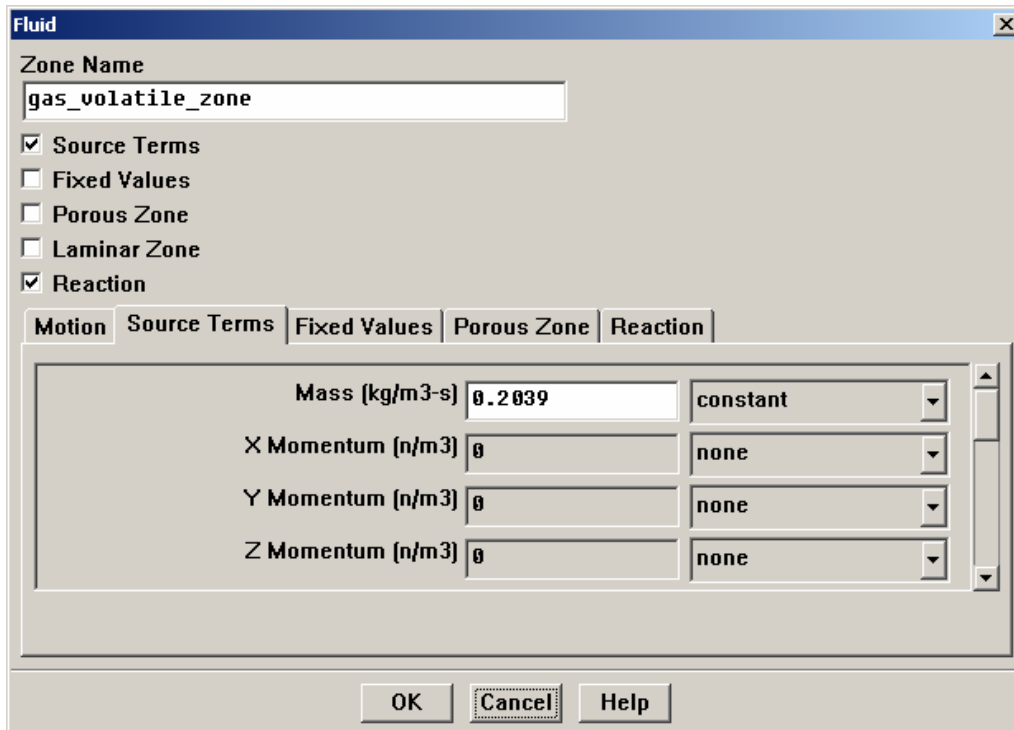 Fluid
Zone Name
gas_volatile_zone
Source Terms
Fixed Values
Porous Zone
Laminar Zone
Reaction
Motion Source Terms Fixed Values Porous Zone Reaction
Mass (kg/m3-s) 0.2039 constant
X Momentum (n/m3) 0 none
Y Momentum (n/m3) 0 none
Z Momentum (n/m3) 0 none
OK Cancel Help